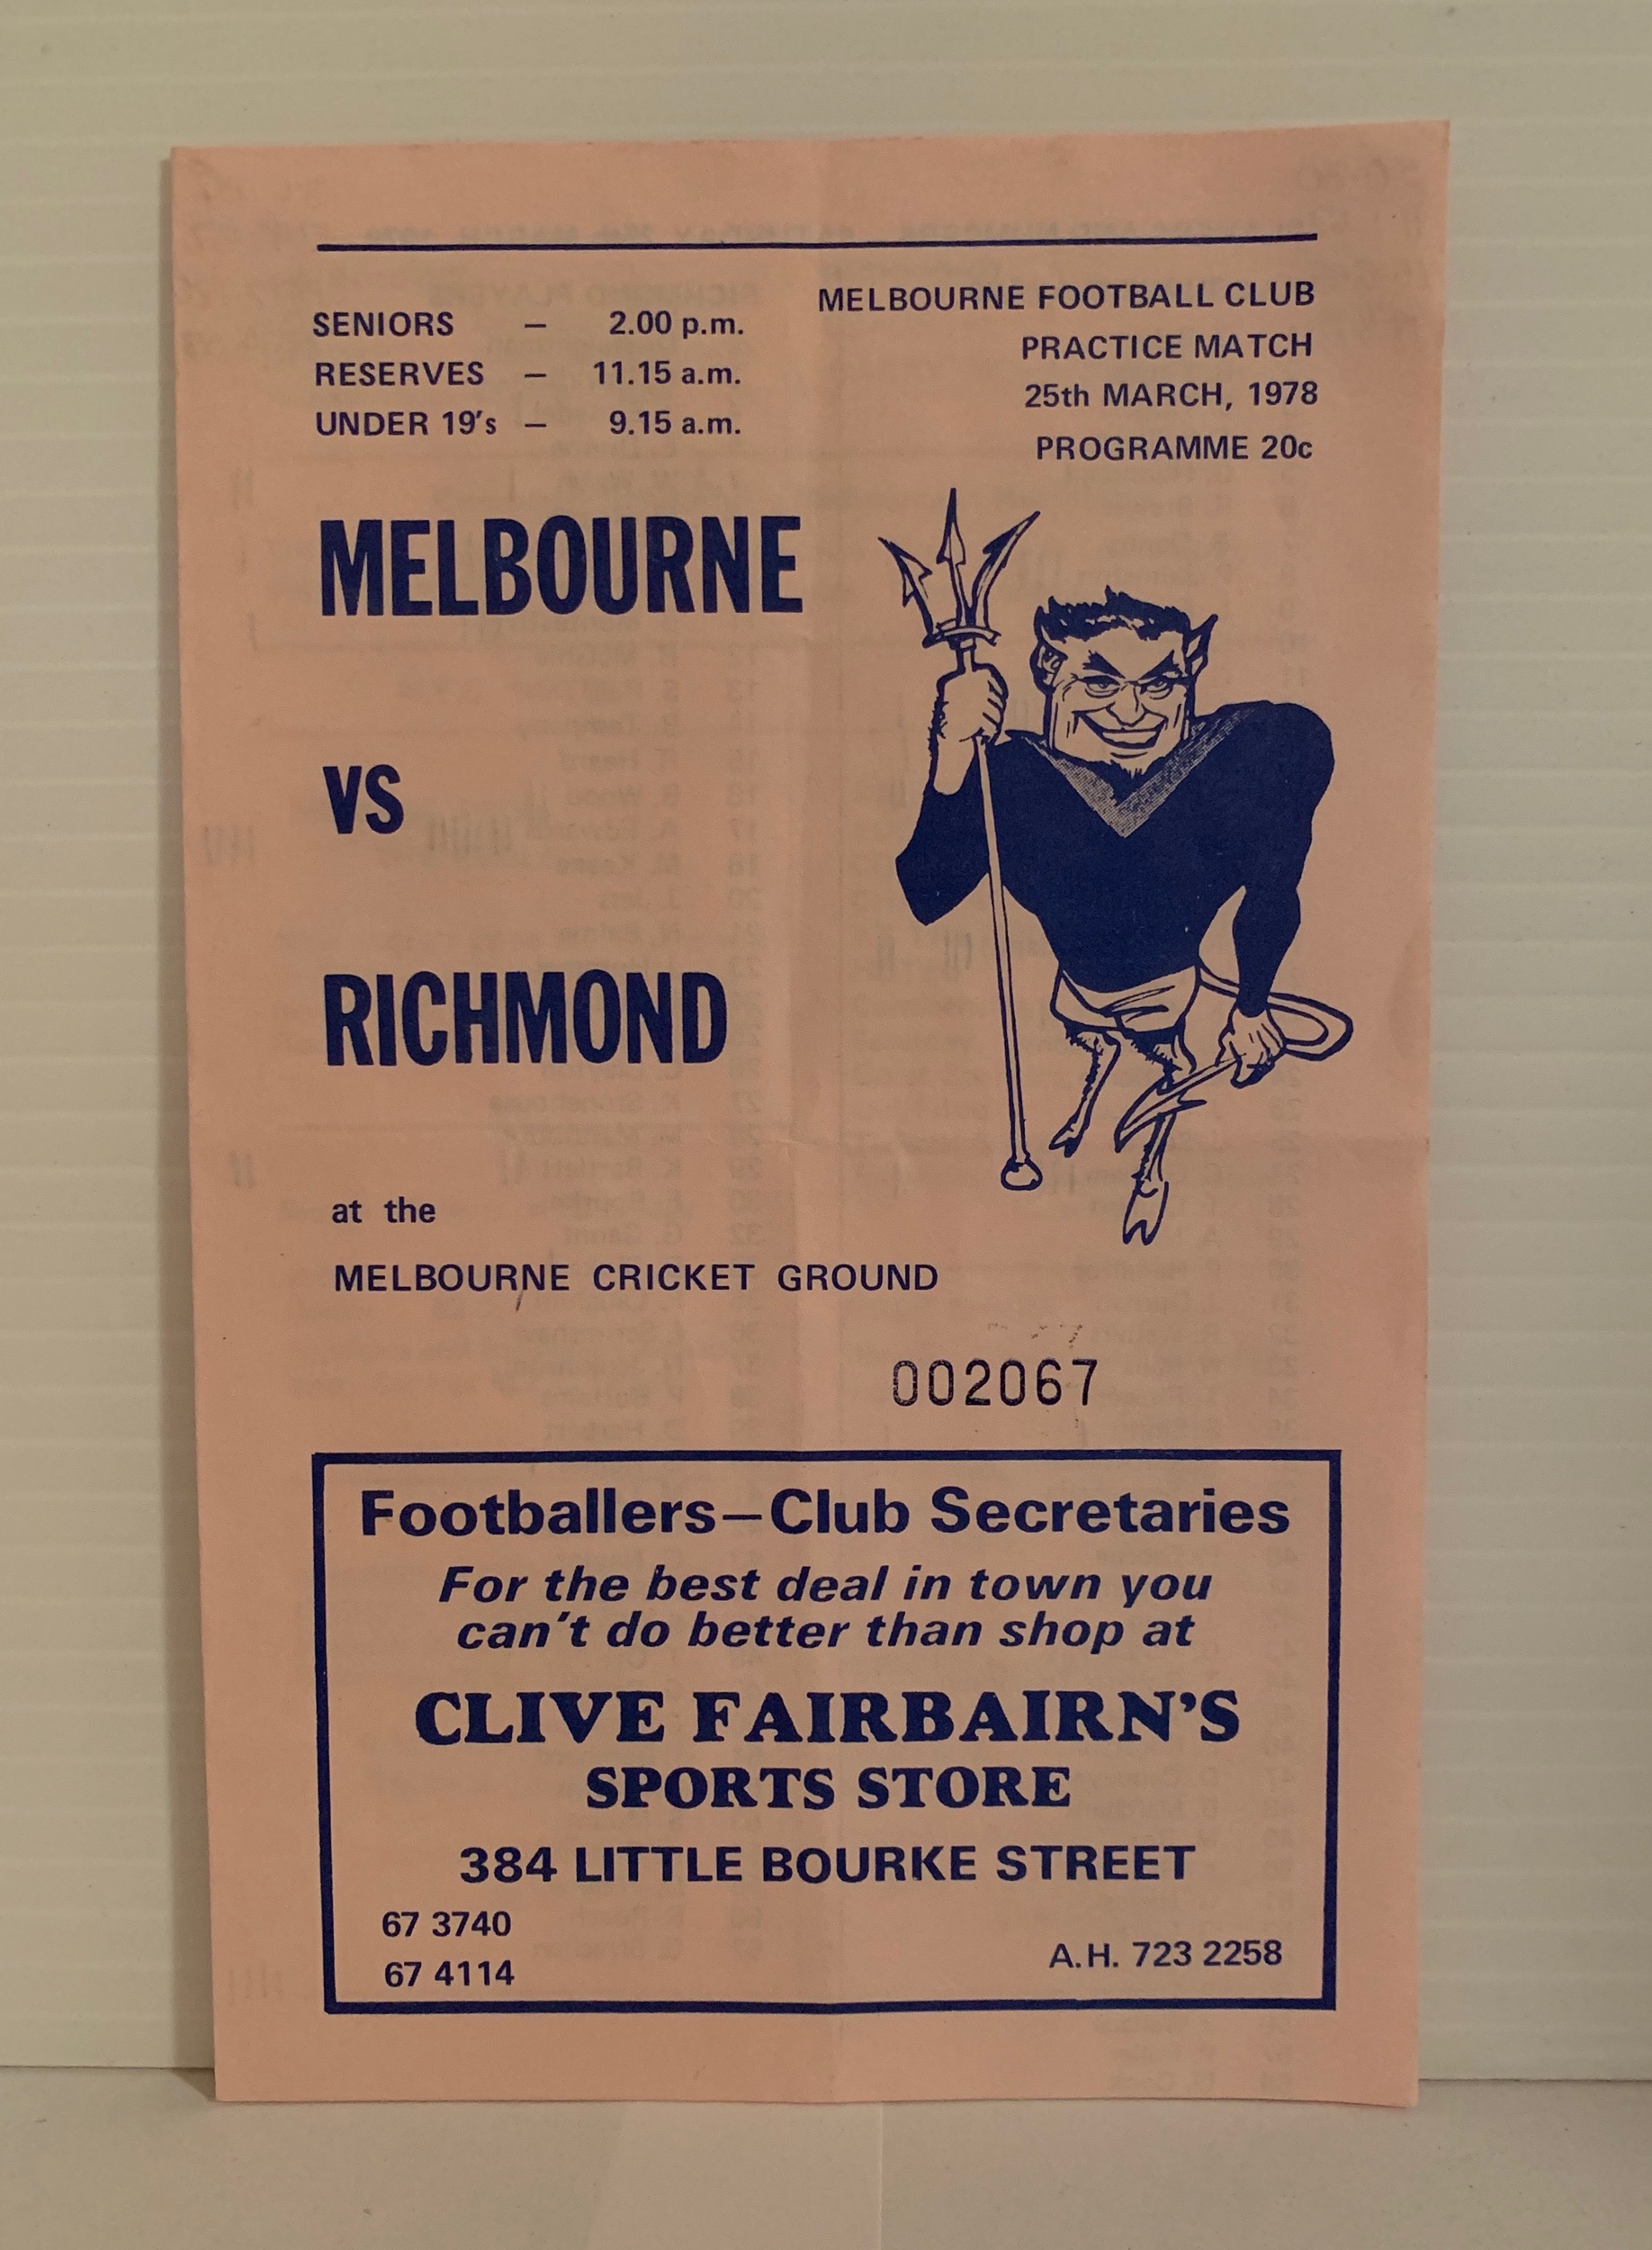 SENIORS – 2.00 p.m.
RESERVES – 11.15 a.m.
UNDER 19's – 9.15 a.m.
MELBOURNE FOOTBALL CLUB
PRACTICE MATCH
25th MARCH, 1978
PROGRAMME 20c
MELBOURNE
VS
RICHMOND
at the
MELBOURNE CRICKET GROUND
002067
Footballers–Club Secretaries
For the best deal in town you
can't do better than shop at
CLIVE FAIRBAIRN'S
SPORTS STORE
384 LITTLE BOURKE STREET
67 3740
67 4114
A.H. 723 2258